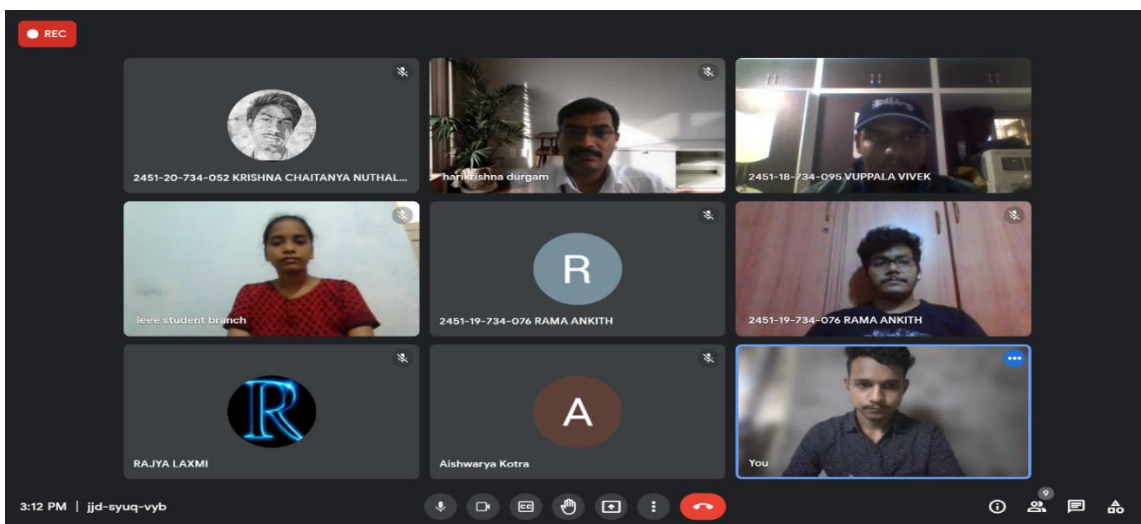 REC
2451-20-734-052 KRISHNA CHAITANYA NUTHAL...
harikrishna durgam
2451-18-734-095 VUPPALA VIVEK
ieee student branch
R
2451-19-734-076 RAMA ANKITH
2451-19-734-076 RAMA ANKITH
R
RAJYA LAXMI
A
Aishwarya Kotra
You
3:12 PM | jjd-syuq-vyb
CC
9